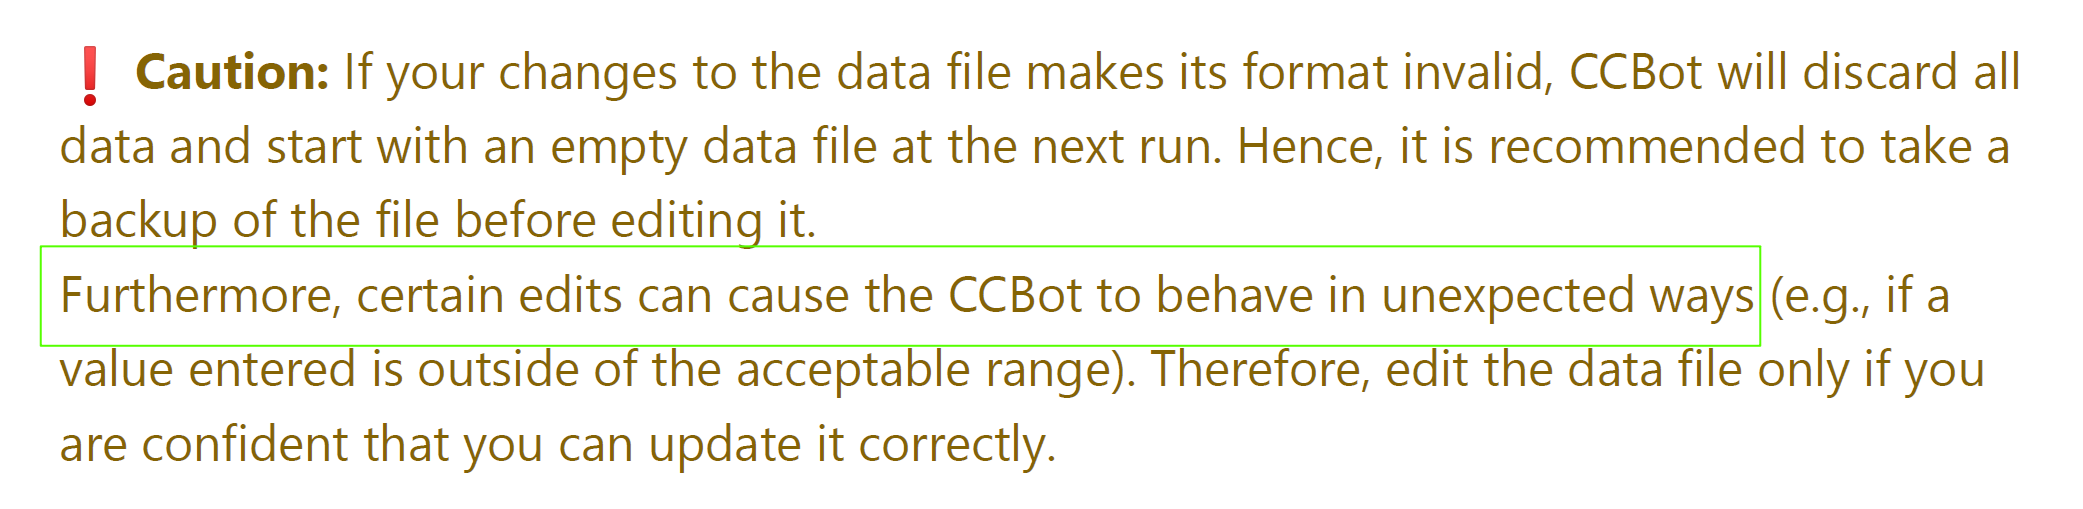 ❗ Caution: If your changes to the data file makes its format invalid, CCBot will discard all
data and start with an empty data file at the next run. Hence, it is recommended to take a
backup of the file before editing it.
Furthermore, certain edits can cause the CCBot to behave in unexpected ways (e.g., if a
value entered is outside of the acceptable range). Therefore, edit the data file only if you
are confident that you can update it correctly.